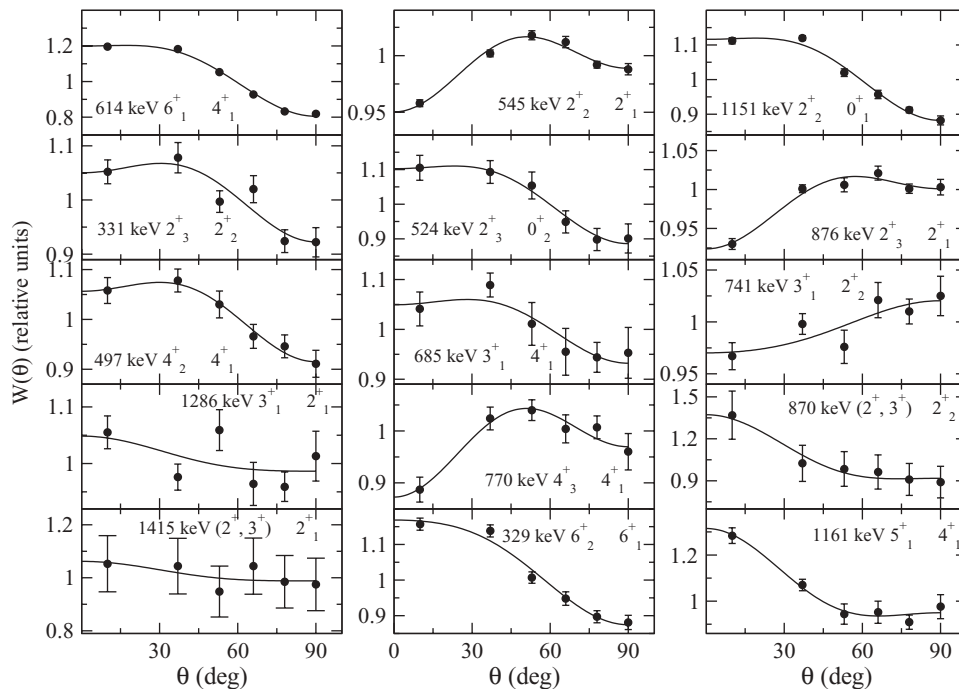 1.2
1
0.8
614 keV 6⁺₁ 4⁺₁
1
0.95
545 keV 2⁺₂ 2⁺₁
1.1
1
0.9
1151 keV 2⁺₂ 0⁺₁
1.1
1
0.9
331 keV 2⁺₃ 2⁺₂
1.1
1
0.9
524 keV 2⁺₃ 0⁺₂
1.05
1
0.95
876 keV 2⁺₃ 2⁺₁
1.1
1
0.9
497 keV 4⁺₂ 4⁺₁
1.1
1
0.9
685 keV 3⁺₁ 4⁺₁
1.05
1
0.95
741 keV 3⁺₁ 2⁺₂
1.1
1
1286 keV 3⁺₁ 2⁺₁
1.1
1
0.9
770 keV 4⁺₃ 4⁺₁
1.5
1.2
0.9
870 keV (2⁺, 3⁺) 2⁺₂
1.2
1
0.8
1415 keV (2⁺, 3⁺) 2⁺₁
1.1
1
0.9
329 keV 6⁺₂ 6⁺₁
1.2
1
1161 keV 5⁺₁ 4⁺₁
W(θ) (relative units)
0 30 60 90
θ (deg)
0 30 60 90
θ (deg)
30 60 90
θ (deg)